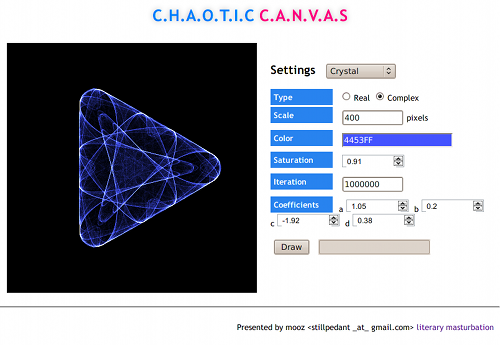 C.H.A.O.T.I.C C.A.N.V.A.S
Settings Crystal
Type Real Complex
Scale 400 pixels
Color 4453FF
Saturation 0.91
Iteration 1000000
Coefficients a 1.05 b 0.2
c -1.92 d 0.38
Draw
Presented by mooz <stillpedant _at_ gmail.com> literary masturbation